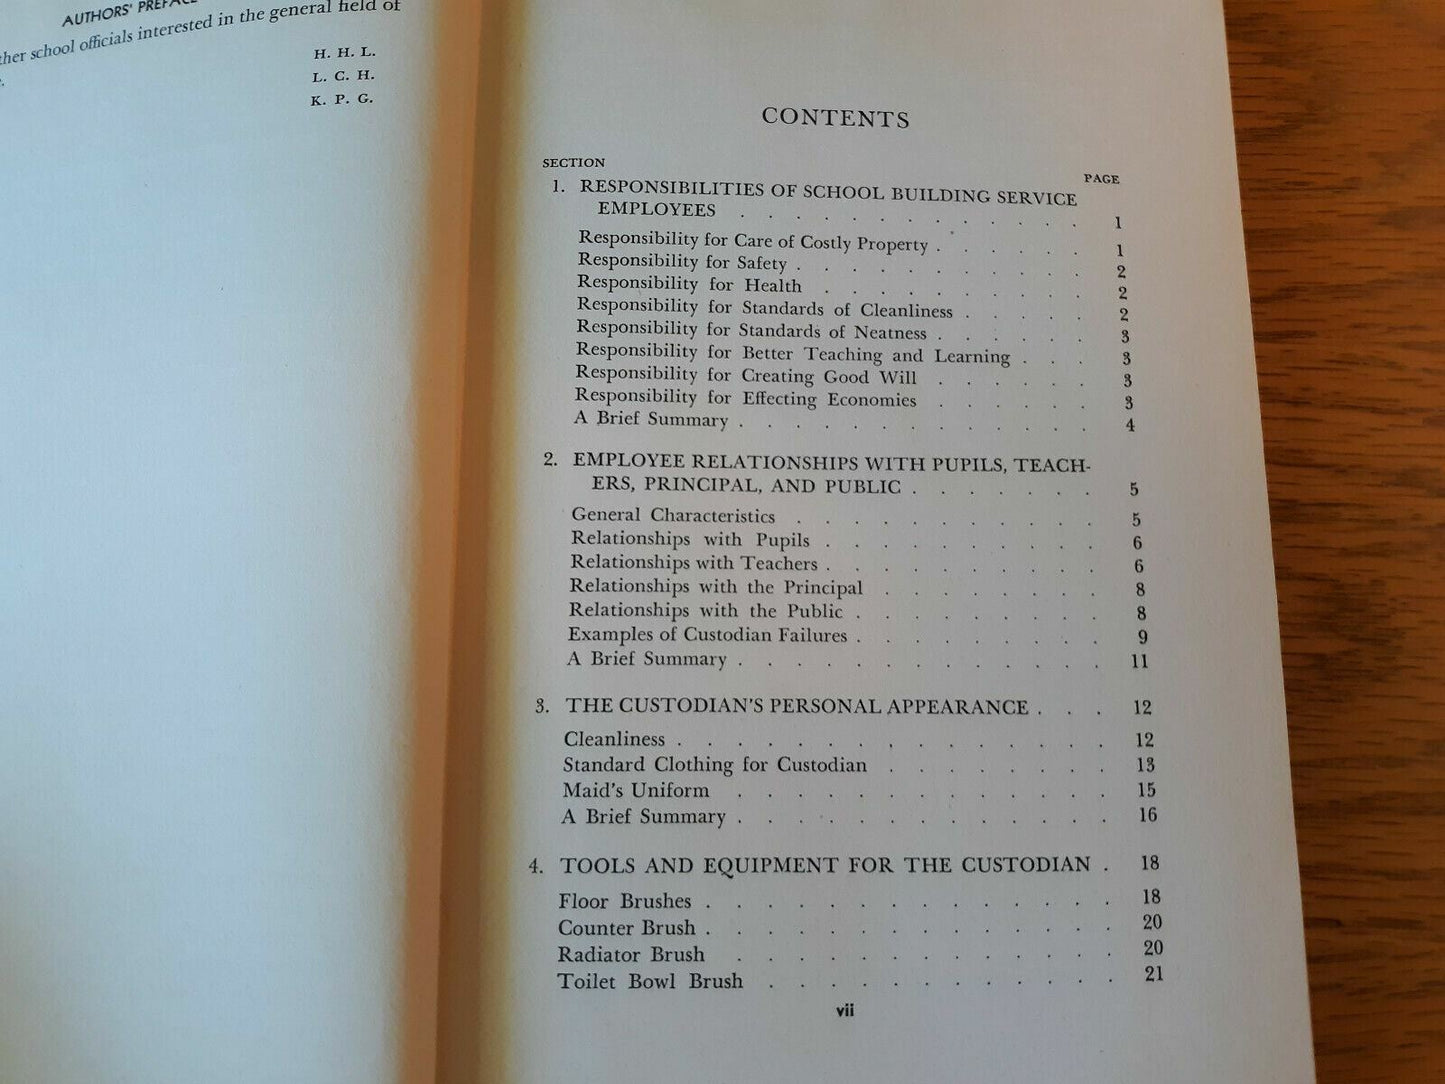 AUTHORS' PREFACE
school officials interested in the general field of
H. H. L.
L. C. H.
K. P. G.
CONTENTS
SECTION PAGE
1. RESPONSIBILITIES OF SCHOOL BUILDING SERVICE
EMPLOYEES . . . . . . . . . . . . 1
Responsibility for Care of Costly Property . . . . . . 1
Responsibility for Safety . . . . . . . . . . . 2
Responsibility for Health . . . . . . . . . . 2
Responsibility for Standards of Cleanliness . . . . . 2
Responsibility for Standards of Neatness . . . . . . 3
Responsibility for Better Teaching and Learning . . . 3
Responsibility for Creating Good Will . . . . . . 3
Responsibility for Effecting Economies . . . . . . 3
A Brief Summary . . . . . . . . . . . . . 4
2. EMPLOYEE RELATIONSHIPS WITH PUPILS, TEACH-
ERS, PRINCIPAL, AND PUBLIC . . . . . . . 5
General Characteristics . . . . . . . . . . . 5
Relationships with Pupils . . . . . . . . . . 6
Relationships with Teachers . . . . . . . . . . 6
Relationships with the Principal . . . . . . . . 8
Relationships with the Public . . . . . . . . . 8
Examples of Custodian Failures . . . . . . . . . 9
A Brief Summary . . . . . . . . . . . . . 11
3. THE CUSTODIAN'S PERSONAL APPEARANCE . . . 12
Cleanliness . . . . . . . . . . . . . . . 12
Standard Clothing for Custodian . . . . . . . . 13
Maid's Uniform . . . . . . . . . . . . . 15
A Brief Summary . . . . . . . . . . . . . 16
4. TOOLS AND EQUIPMENT FOR THE CUSTODIAN . 18
Floor Brushes . . . . . . . . . . . . . . 18
Counter Brush . . . . . . . . . . . . . . 20
Radiator Brush . . . . . . . . . . . . . 20
Toilet Bowl Brush . . . . . . . . . . . . 21
vii